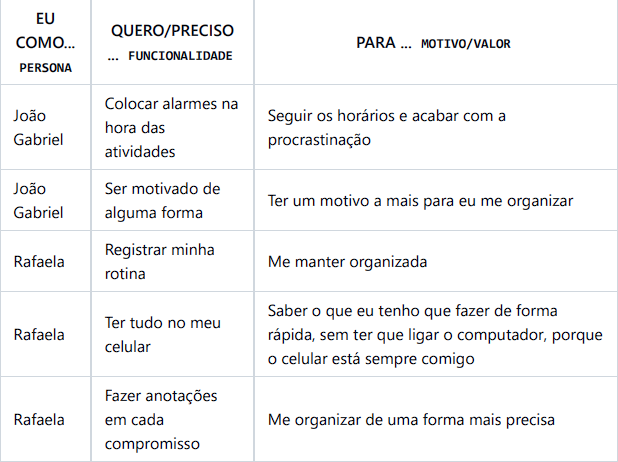 EU
COMO...
PERSONA
QUERO/PRECISO
... FUNCIONALIDADE
PARA ... MOTIVO/VALOR
João
Gabriel
Colocar alarmes na
hora das
atividades
Seguir os horários e acabar com a
procrastinação
João
Gabriel
Ser motivado de
alguma forma
Ter um motivo a mais para eu me organizar
Rafaela
Registrar minha
rotina
Me manter organizada
Rafaela
Ter tudo no meu
celular
Saber o que eu tenho que fazer de forma
rápida, sem ter que ligar o computador, porque
o celular está sempre comigo
Rafaela
Fazer anotações
em cada
compromisso
Me organizar de uma forma mais precisa